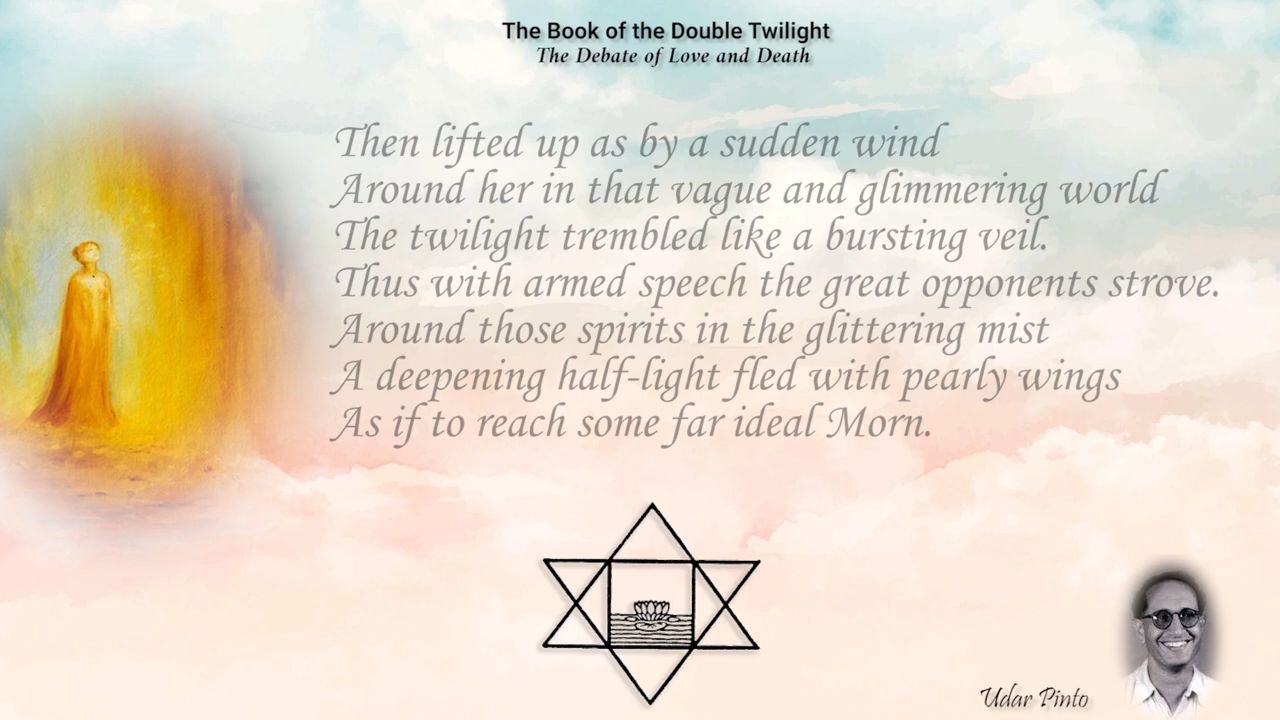 The Book of the Double Twilight
The Debate of Love and Death
Then lifted up as by a sudden wind
Around her in that vague and glimmering world
The twilight trembled like a bursting veil.
Thus with armed speech the great opponents strove.
Around those spirits in the glittering mist
A deepening half-light fled with pearly wings
As if to reach some far ideal Morn.
Udar Pinto